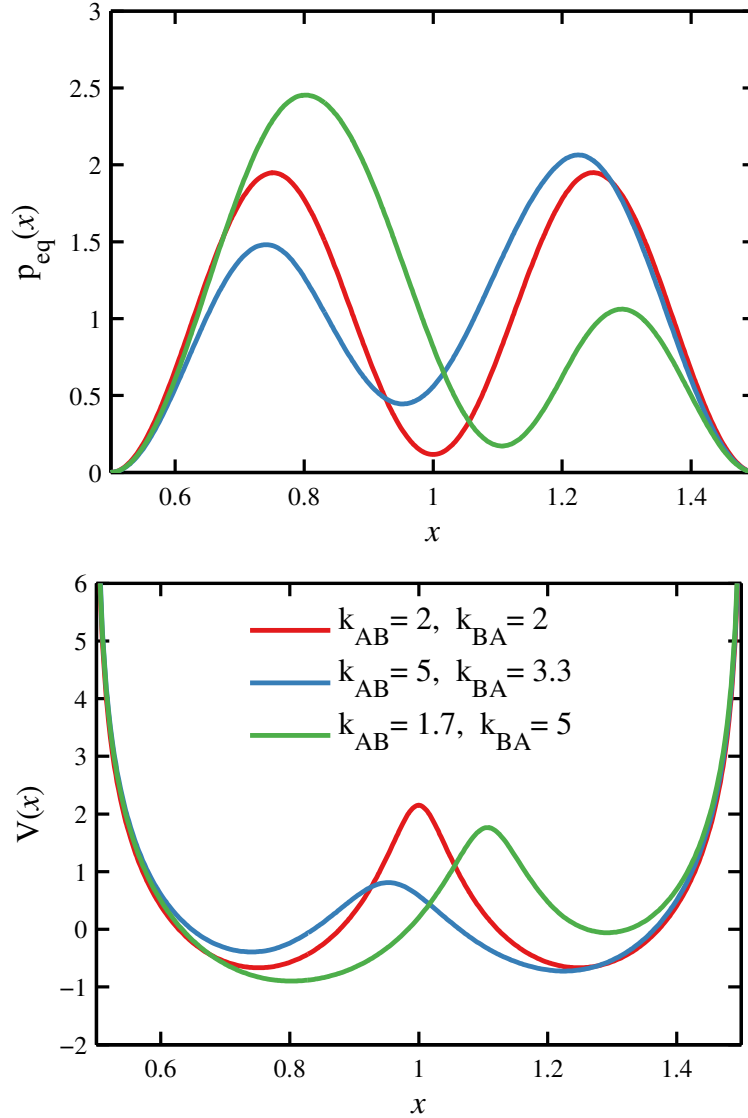 3
2.5
2
1.5
1
0.5
0
p_eq(x)
0.6 0.8 1 1.2 1.4
x
6
5
4
3
2
1
0
−1
−2
V(x)
k_AB= 2, k_BA= 2
k_AB= 5, k_BA= 3.3
k_AB= 1.7, k_BA= 5
0.6 0.8 1 1.2 1.4
x